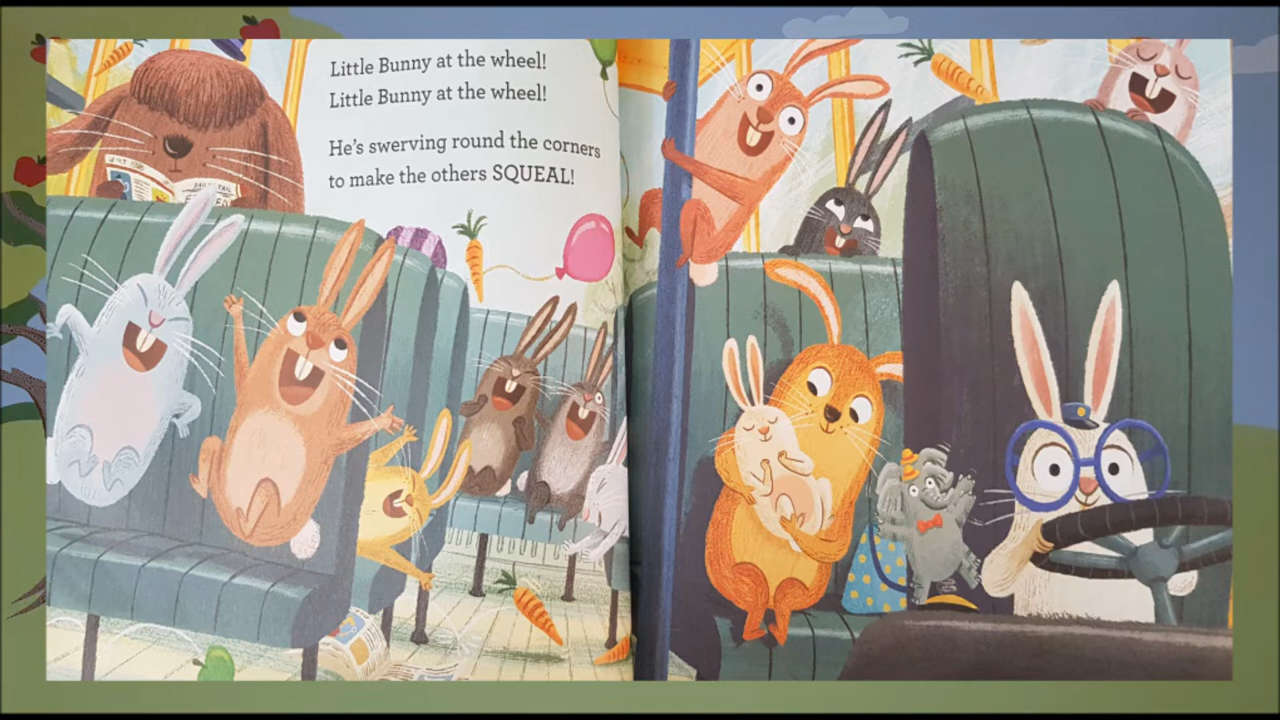 Little Bunny at the wheel!
Little Bunny at the wheel!
He's swerving round the corners
to make the others SQUEAL!